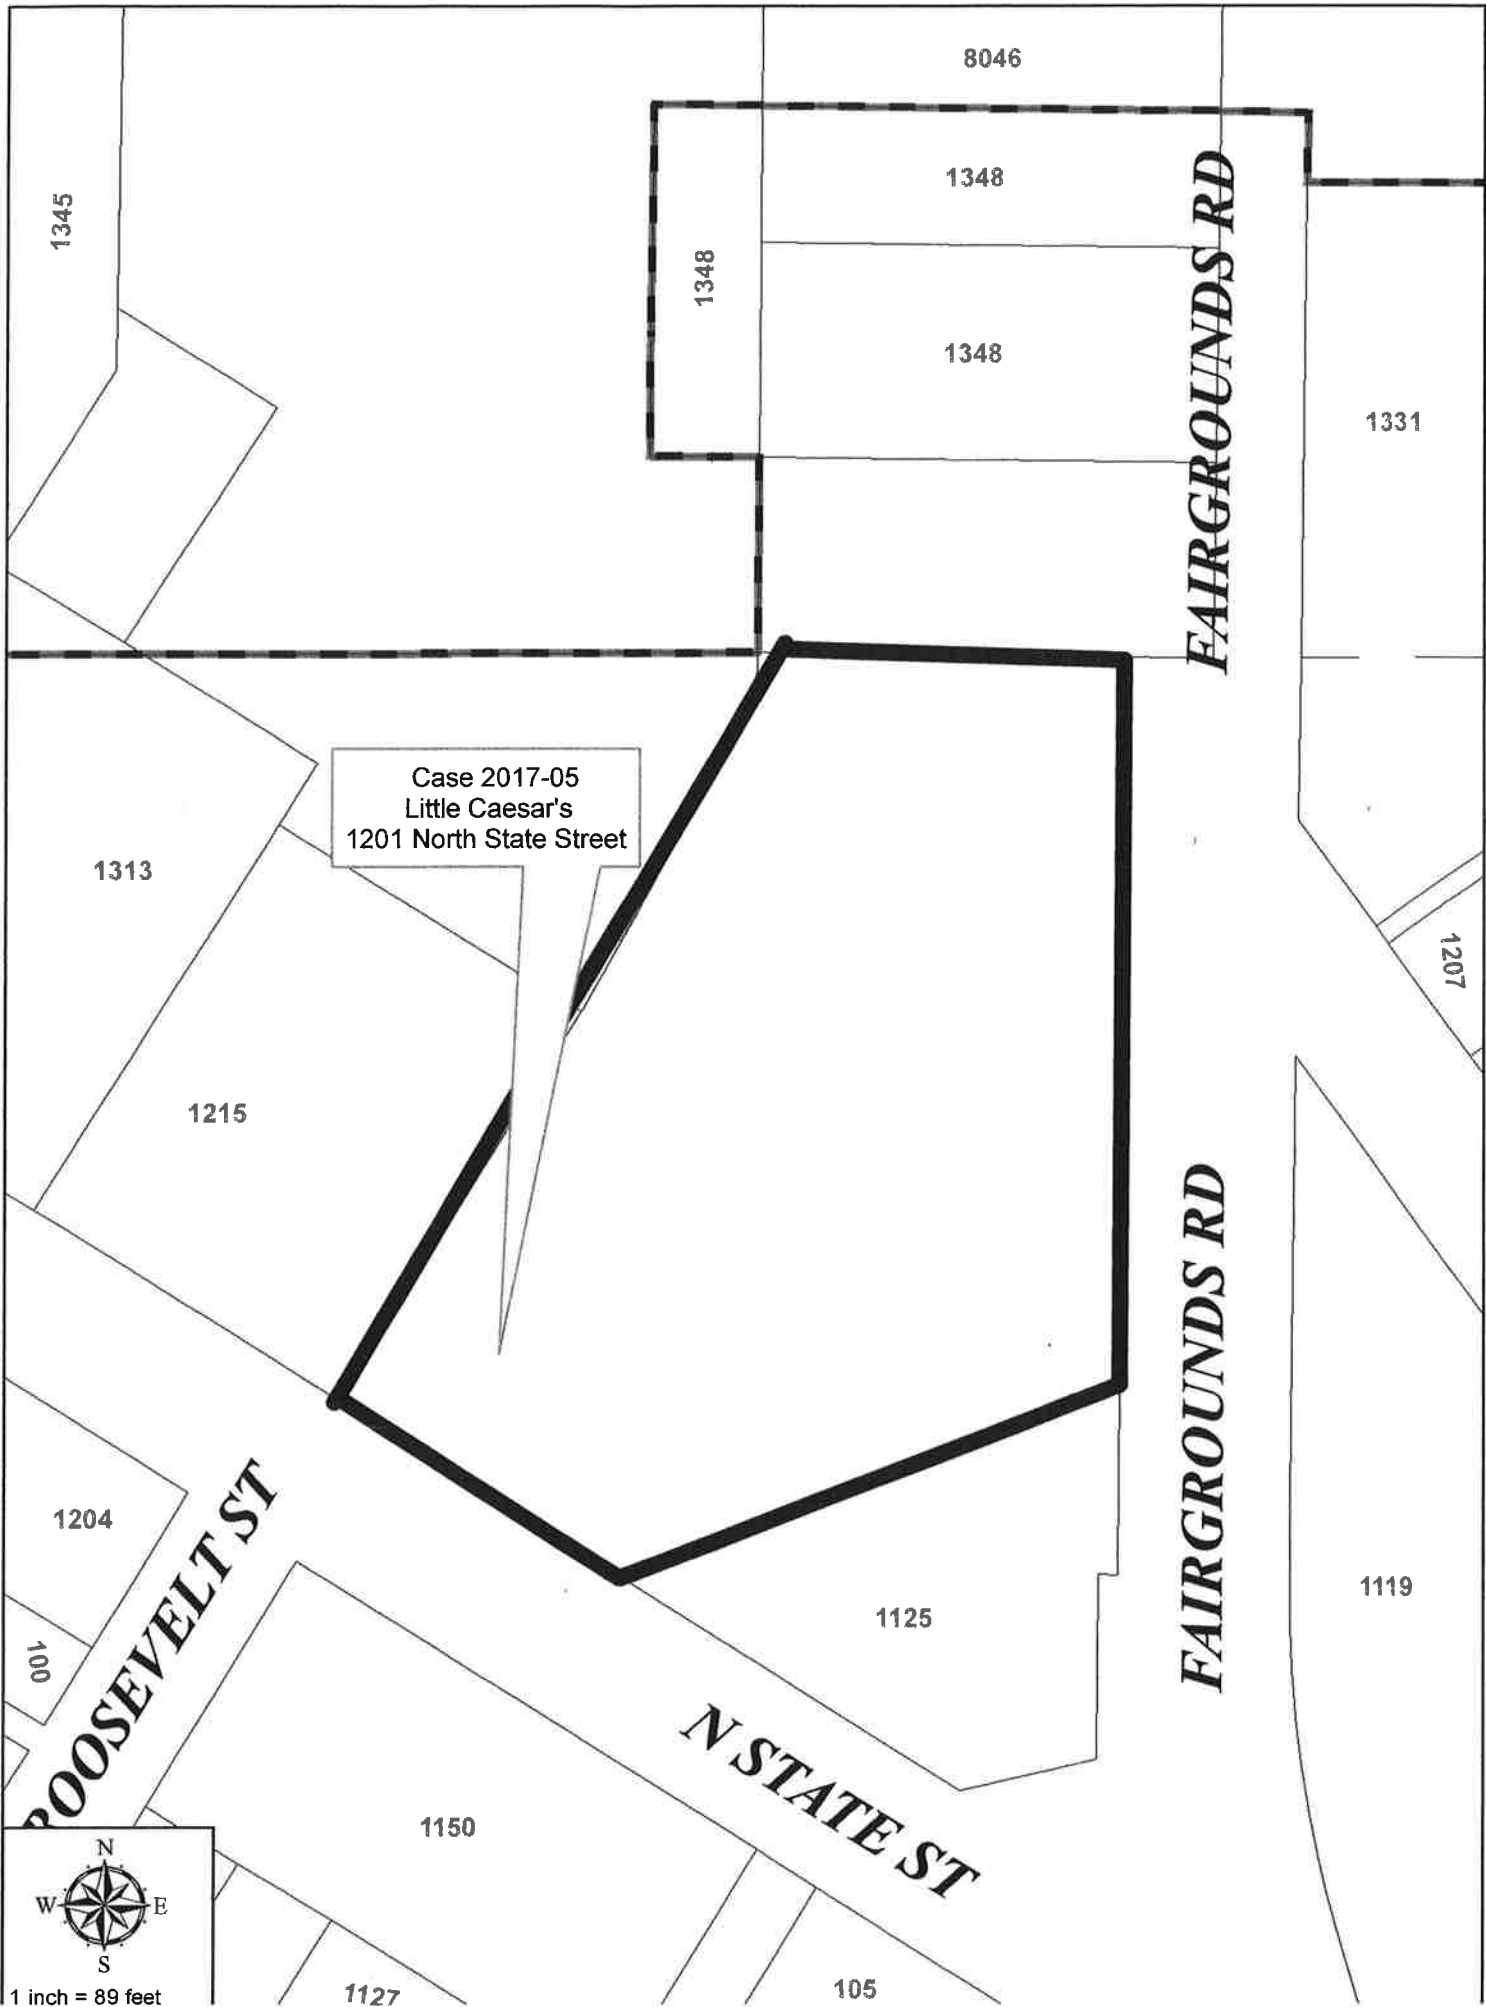 8046
1348
1345
1348
1348
FAIRGROUNDS RD
1331
Case 2017-05
Little Caesar's
1201 North State Street
1313
1207
1215
FAIRGROUNDS RD
1204
ROOSEVELT ST
1119
1125
100
N STATE ST
1150
N
W E
S
1 inch = 89 feet
1127
105